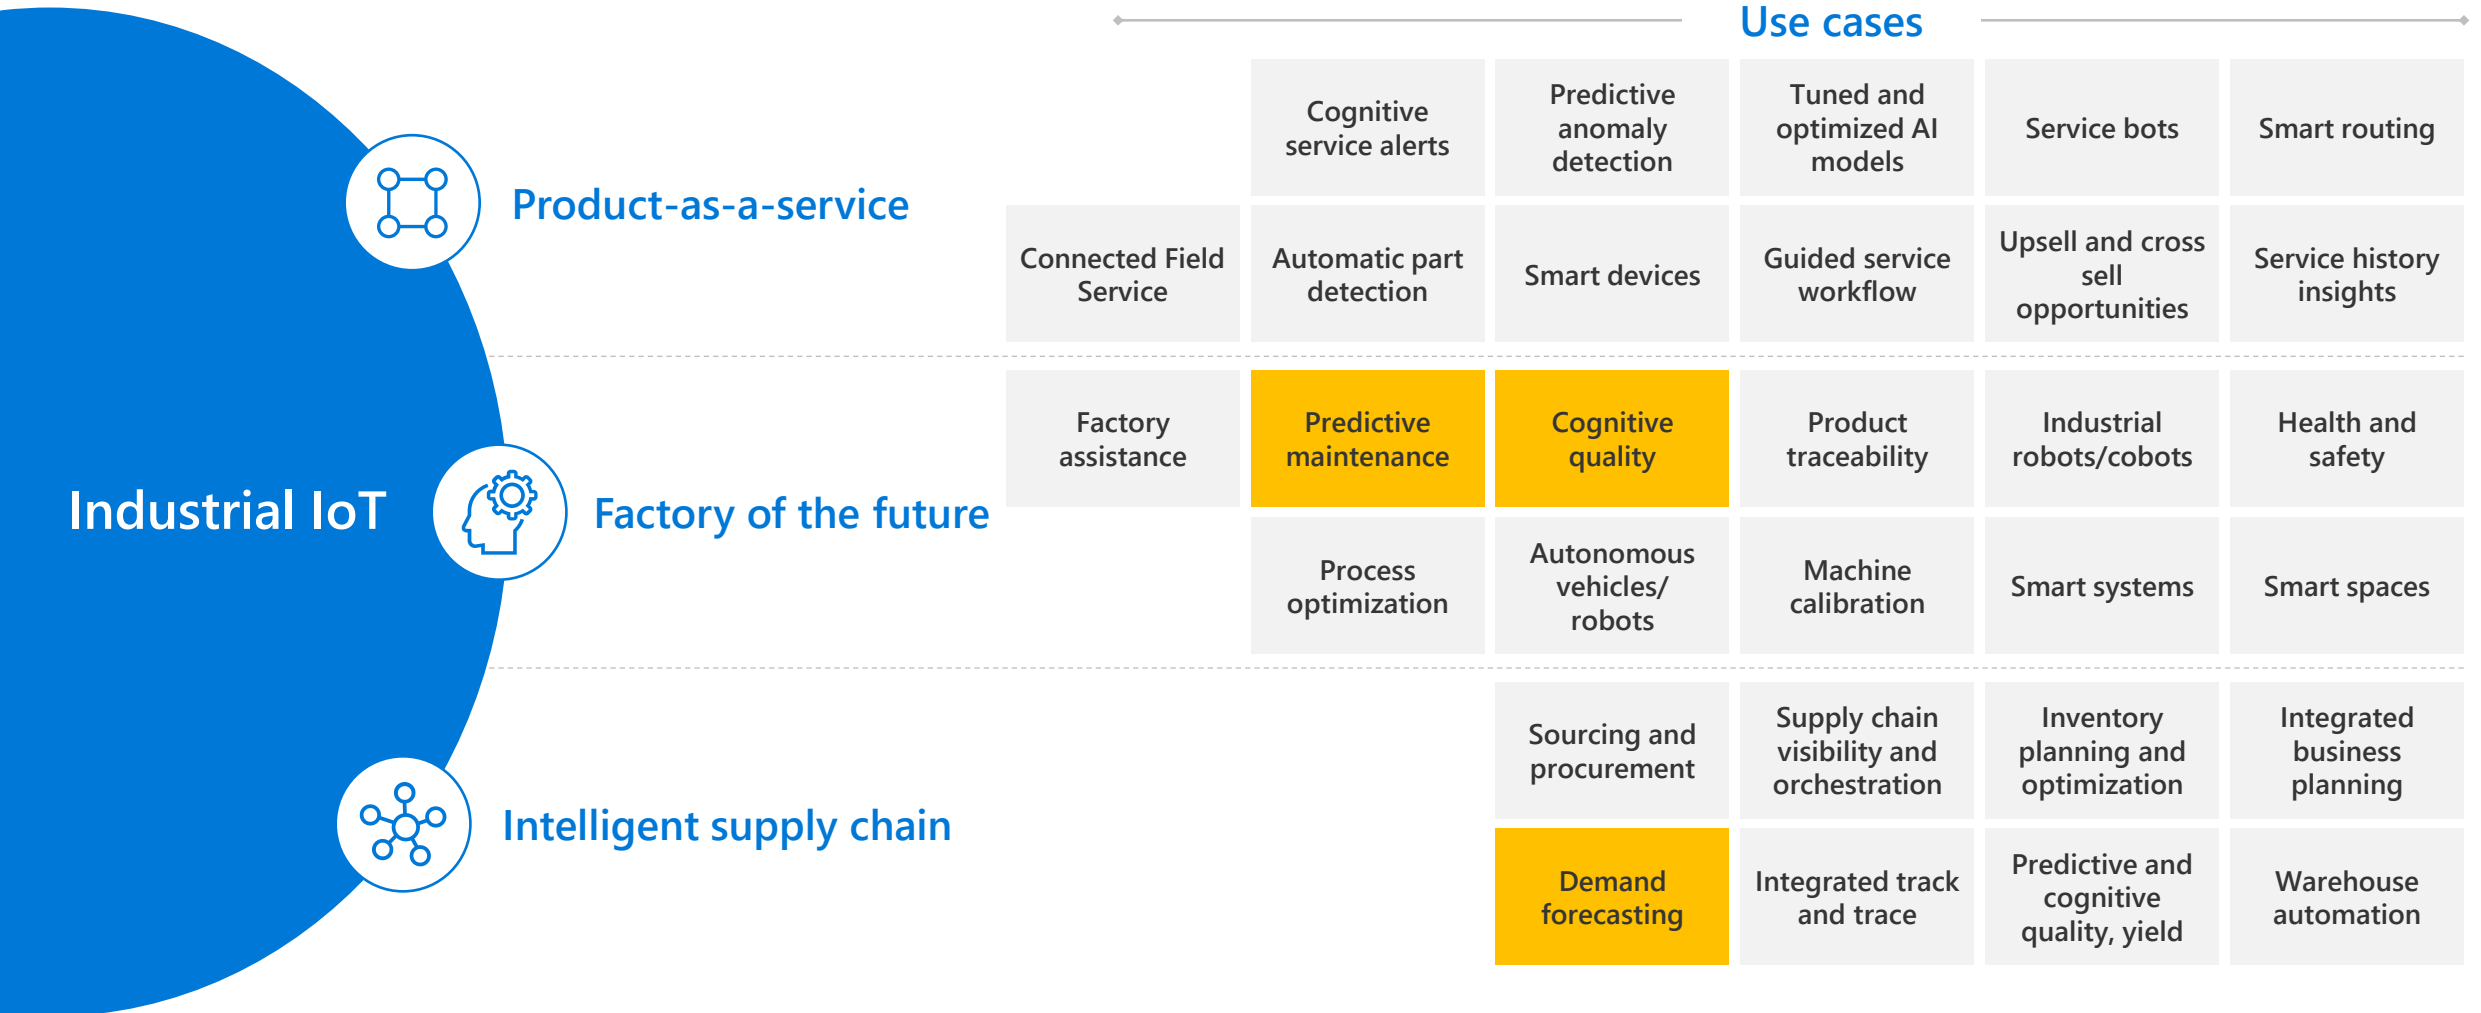 Use cases
Cognitive
service alerts
Predictive
anomaly
detection
Tuned and
optimized AI
models
Service bots
Smart routing
Product-as-a-service
Connected Field
Service
Automatic part
detection
Smart devices
Guided service
workflow
Upsell and cross
sell
opportunities
Service history
insights
Industrial IoT
Factory of the future
Factory
assistance
Predictive
maintenance
Cognitive
quality
Product
traceability
Industrial
robots/cobots
Health and
safety
Process
optimization
Autonomous
vehicles/
robots
Machine
calibration
Smart systems
Smart spaces
Intelligent supply chain
Sourcing and
procurement
Supply chain
visibility and
orchestration
Inventory
planning and
optimization
Integrated
business
planning
Demand
forecasting
Integrated track
and trace
Predictive and
cognitive
quality, yield
Warehouse
automation